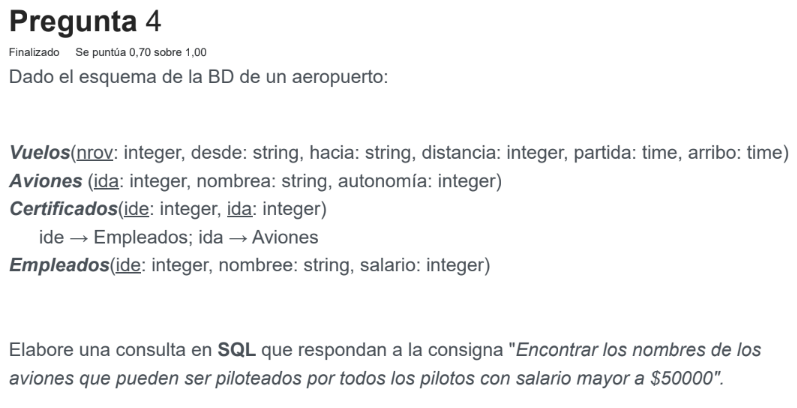 Pregunta 4
Finalizado Se puntúa 0,70 sobre 1,00
Dado el esquema de la BD de un aeropuerto:
Vuelos(nrov: integer, desde: string, hacia: string, distancia: integer, partida: time, arribo: time)
Aviones (ida: integer, nombrea: string, autonomía: integer)
Certificados(ide: integer, ida: integer)
ide → Empleados; ida → Aviones
Empleados(ide: integer, nombree: string, salario: integer)
Elabore una consulta en SQL que respondan a la consigna "Encontrar los nombres de los
aviones que pueden ser piloteados por todos los pilotos con salario mayor a $50000".